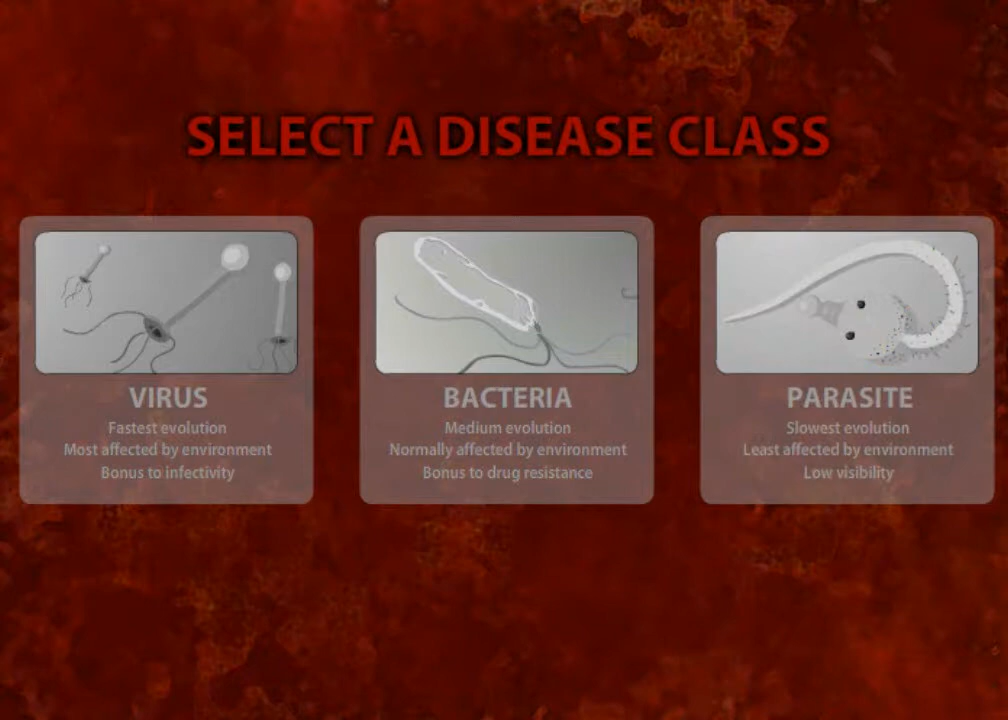 SELECT A DISEASE CLASS
VIRUS
Fastest evolution
Most affected by environment
Bonus to infectivity
BACTERIA
Medium evolution
Normally affected by environment
Bonus to drug resistance
PARASITE
Slowest evolution
Least affected by environment
Low visibility